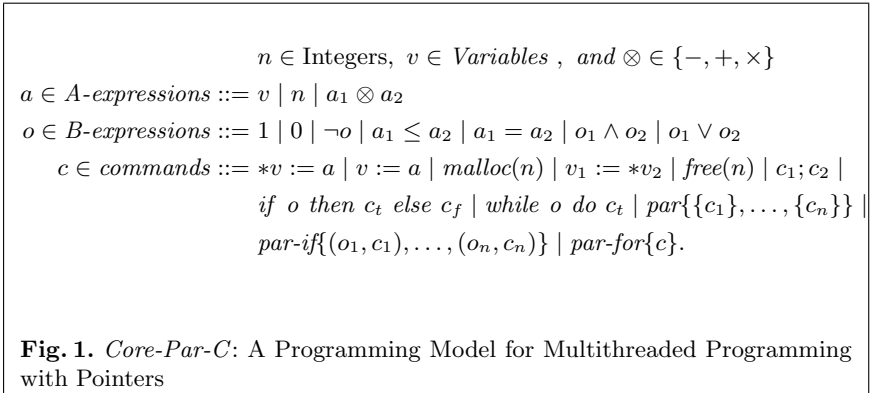 n ∈ Integers, v ∈ Variables , and ⊗ ∈ {−, +, ×}
a ∈ A-expressions ::= v | n | a₁ ⊗ a₂
o ∈ B-expressions ::= 1 | 0 | ¬o | a₁ ≤ a₂ | a₁ = a₂ | o₁ ∧ o₂ | o₁ ∨ o₂
c ∈ commands ::= ∗v := a | v := a | malloc(n) | v₁ := ∗v₂ | free(n) | c₁; c₂ |
if o then c_t else c_f | while o do c_t | par{{c₁}, . . . , {cₙ}} |
par-if{(o₁, c₁), . . . , (oₙ, cₙ)} | par-for{c}.
Fig. 1. Core-Par-C: A Programming Model for Multithreaded Programming
with Pointers